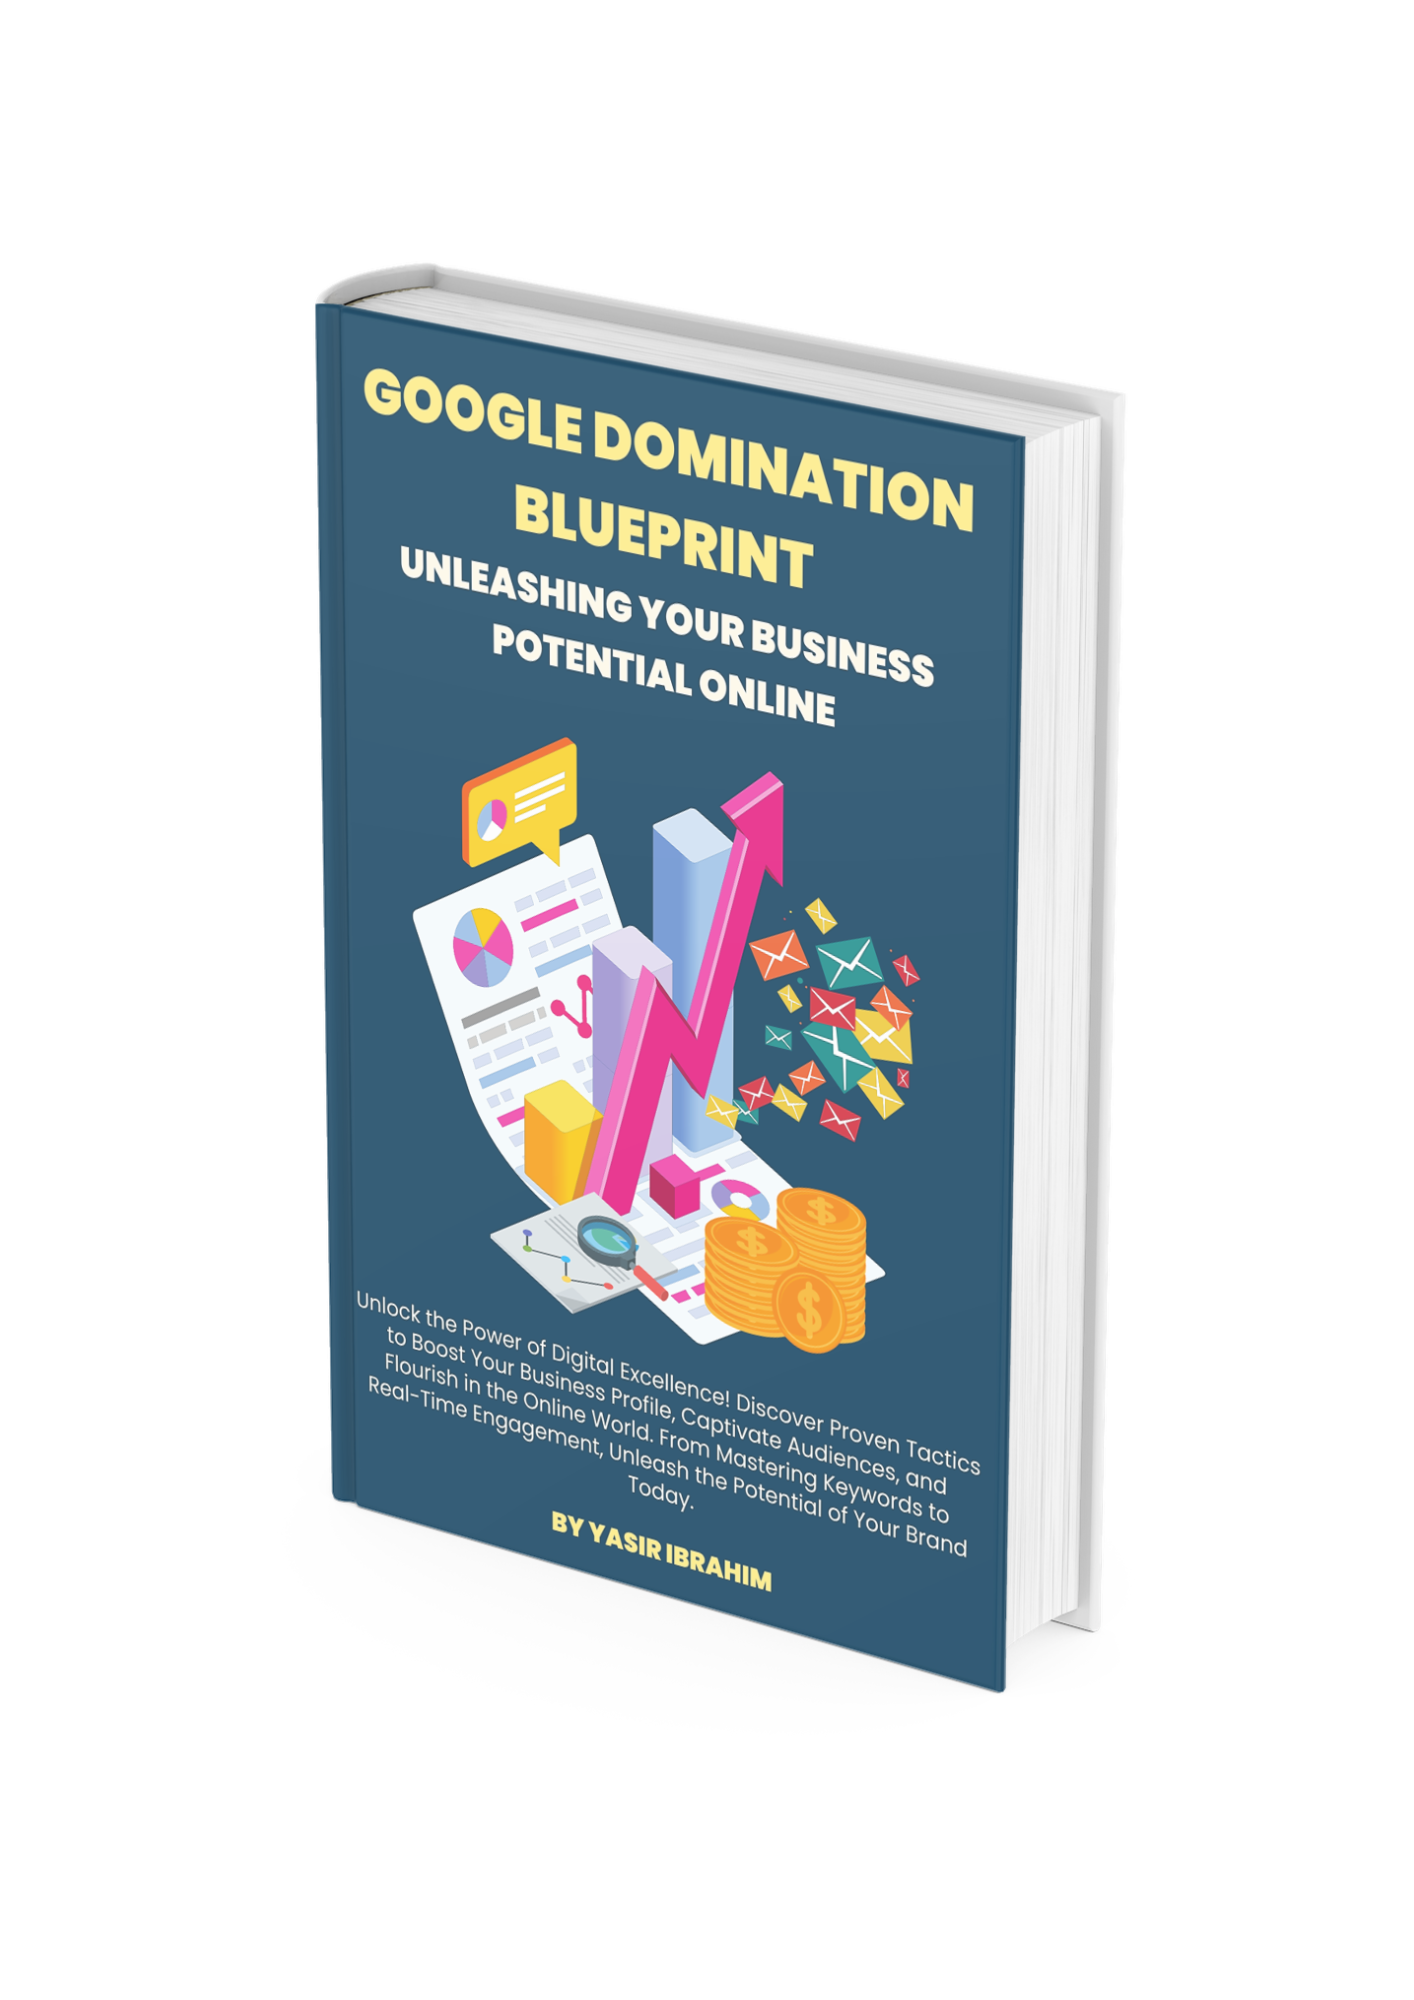 GOOGLE DOMINATION
BLUEPRINT
UNLEASHING YOUR BUSINESS
POTENTIAL ONLINE
Unlock the Power of Digital Excellence! Discover Proven Tactics
to Boost Your Business Profile, Captivate Audiences, and
Flourish in the Online World. From Mastering Keywords to
Real-Time Engagement, Unleash the Potential of Your Brand
Today.
BY YASIR IBRAHIM